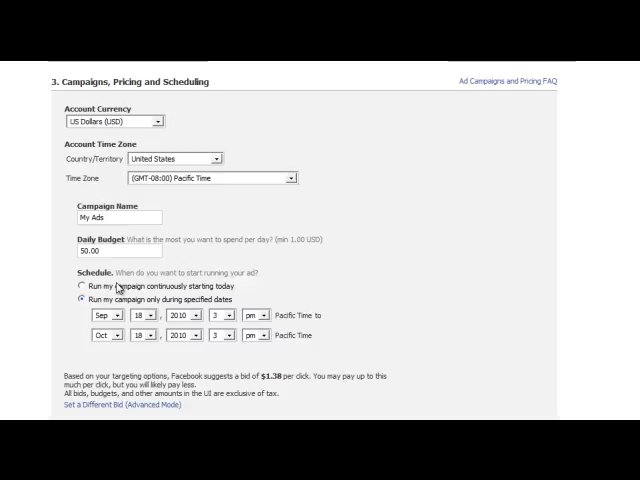 3. Campaigns, Pricing and Scheduling Ad Campaigns and Pricing FAQ
Account Currency
US Dollars (USD)
Account Time Zone
Country/Territory United States
Time Zone (GMT-08:00) Pacific Time
Campaign Name
My Ads
Daily Budget What is the most you want to spend per day? (min 1.00 USD)
50.00
Schedule. When do you want to start running your ad?
Run my campaign continuously starting today
Run my campaign only during specified dates
Sep 18 , 2010 3 pm Pacific Time to
Oct 18 , 2010 3 pm Pacific Time
Based on your targeting options, Facebook suggests a bid of $1.38 per click. You may pay up to this
much per click, but you will likely pay less.
All bids, budgets, and other amounts in the UI are exclusive of tax.
Set a Different Bid (Advanced Mode)